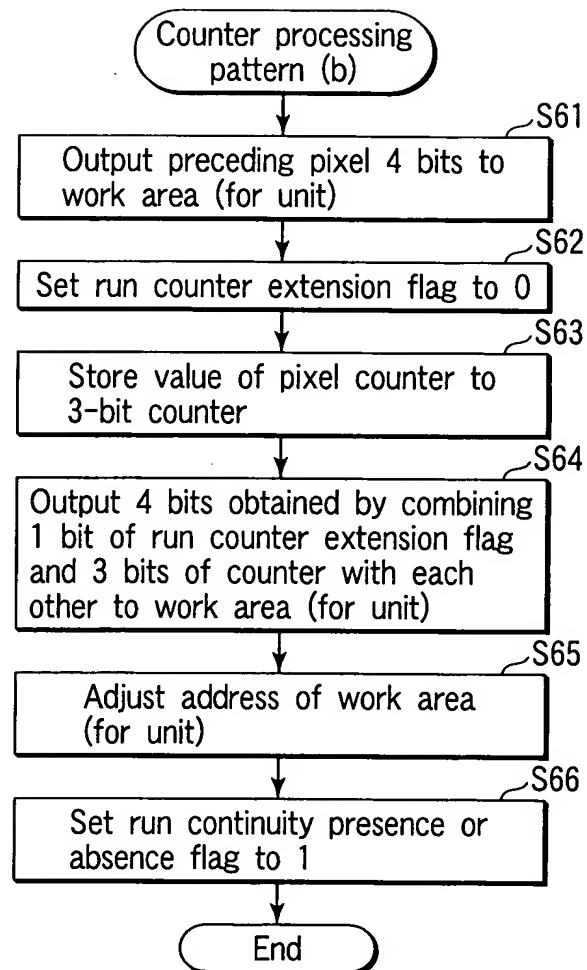 Counter processing
pattern (b)
S61
Output preceding pixel 4 bits to
work area (for unit)
S62
Set run counter extension flag to 0
S63
Store value of pixel counter to
3-bit counter
S64
Output 4 bits obtained by combining
1 bit of run counter extension flag
and 3 bits of counter with each
other to work area (for unit)
S65
Adjust address of work area
(for unit)
S66
Set run continuity presence or
absence flag to 1
End